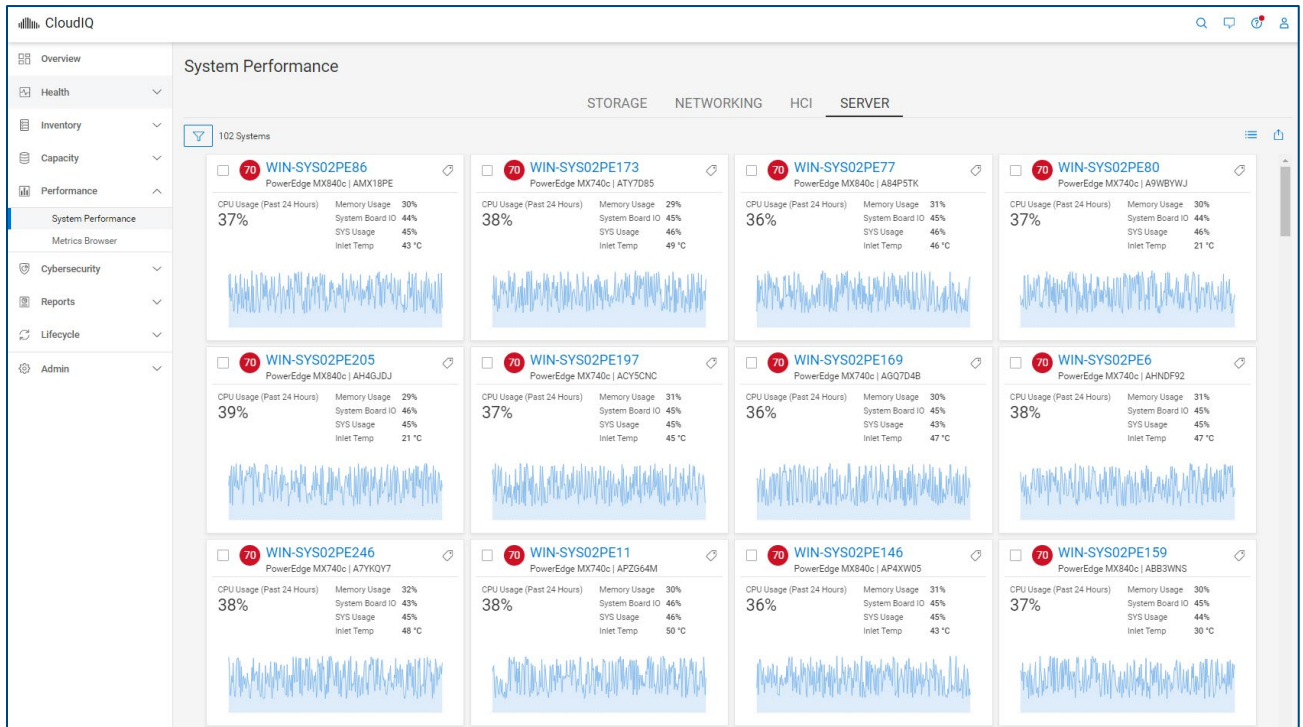 CloudIQ
Overview
Health
Inventory
Capacity
Performance
System Performance
Metrics Browser
Cybersecurity
Reports
Lifecycle
Admin
System Performance
STORAGE NETWORKING HCI SERVER
102 Systems
70 WIN-SYS02PE86
PowerEdge MX840c | AMX18PE
CPU Usage (Past 24 Hours)
37%
Memory Usage 30%
System Board IO 44%
SYS Usage 45%
Inlet Temp 43 °C
70 WIN-SYS02PE173
PowerEdge MX740c | ATY7D85
CPU Usage (Past 24 Hours)
38%
Memory Usage 29%
System Board IO 45%
SYS Usage 46%
Inlet Temp 49 °C
70 WIN-SYS02PE77
PowerEdge MX840c | A84P5TK
CPU Usage (Past 24 Hours)
36%
Memory Usage 31%
System Board IO 45%
SYS Usage 46%
Inlet Temp 46 °C
70 WIN-SYS02PE80
PowerEdge MX740c | A9WBYWJ
CPU Usage (Past 24 Hours)
37%
Memory Usage 30%
System Board IO 44%
SYS Usage 46%
Inlet Temp 21 °C
70 WIN-SYS02PE205
PowerEdge MX840c | AH4GJDJ
CPU Usage (Past 24 Hours)
39%
Memory Usage 29%
System Board IO 46%
SYS Usage 45%
Inlet Temp 21 °C
70 WIN-SYS02PE197
PowerEdge MX740c | ACY5CNC
CPU Usage (Past 24 Hours)
37%
Memory Usage 31%
System Board IO 45%
SYS Usage 45%
Inlet Temp 45 °C
70 WIN-SYS02PE169
PowerEdge MX740c | AGQ7D4B
CPU Usage (Past 24 Hours)
36%
Memory Usage 30%
System Board IO 45%
SYS Usage 43%
Inlet Temp 47 °C
70 WIN-SYS02PE6
PowerEdge MX740c | AHNDF92
CPU Usage (Past 24 Hours)
38%
Memory Usage 31%
System Board IO 45%
SYS Usage 45%
Inlet Temp 47 °C
70 WIN-SYS02PE246
PowerEdge MX740c | A7YKQY7
CPU Usage (Past 24 Hours)
38%
Memory Usage 32%
System Board IO 43%
SYS Usage 45%
Inlet Temp 48 °C
70 WIN-SYS02PE11
PowerEdge MX740c | APZG64M
CPU Usage (Past 24 Hours)
38%
Memory Usage 30%
System Board IO 46%
SYS Usage 46%
Inlet Temp 50 °C
70 WIN-SYS02PE146
PowerEdge MX840c | AP4XW05
CPU Usage (Past 24 Hours)
36%
Memory Usage 31%
System Board IO 45%
SYS Usage 45%
Inlet Temp 43 °C
70 WIN-SYS02PE159
PowerEdge MX840c | ABB3WNS
CPU Usage (Past 24 Hours)
37%
Memory Usage 30%
System Board IO 45%
SYS Usage 44%
Inlet Temp 30 °C